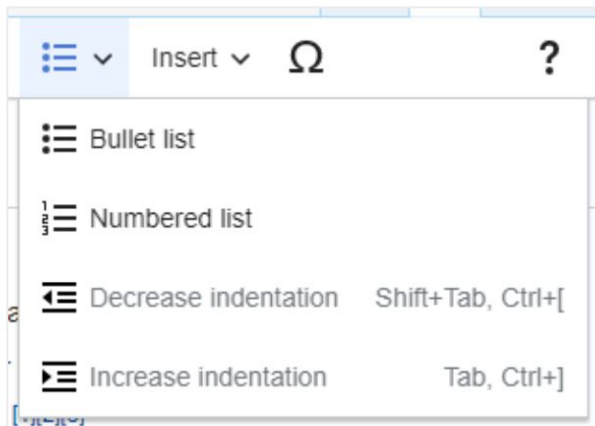 Insert Ω ?
Bullet list
Numbered list
Decrease indentation Shift+Tab, Ctrl+[
Increase indentation Tab, Ctrl+]